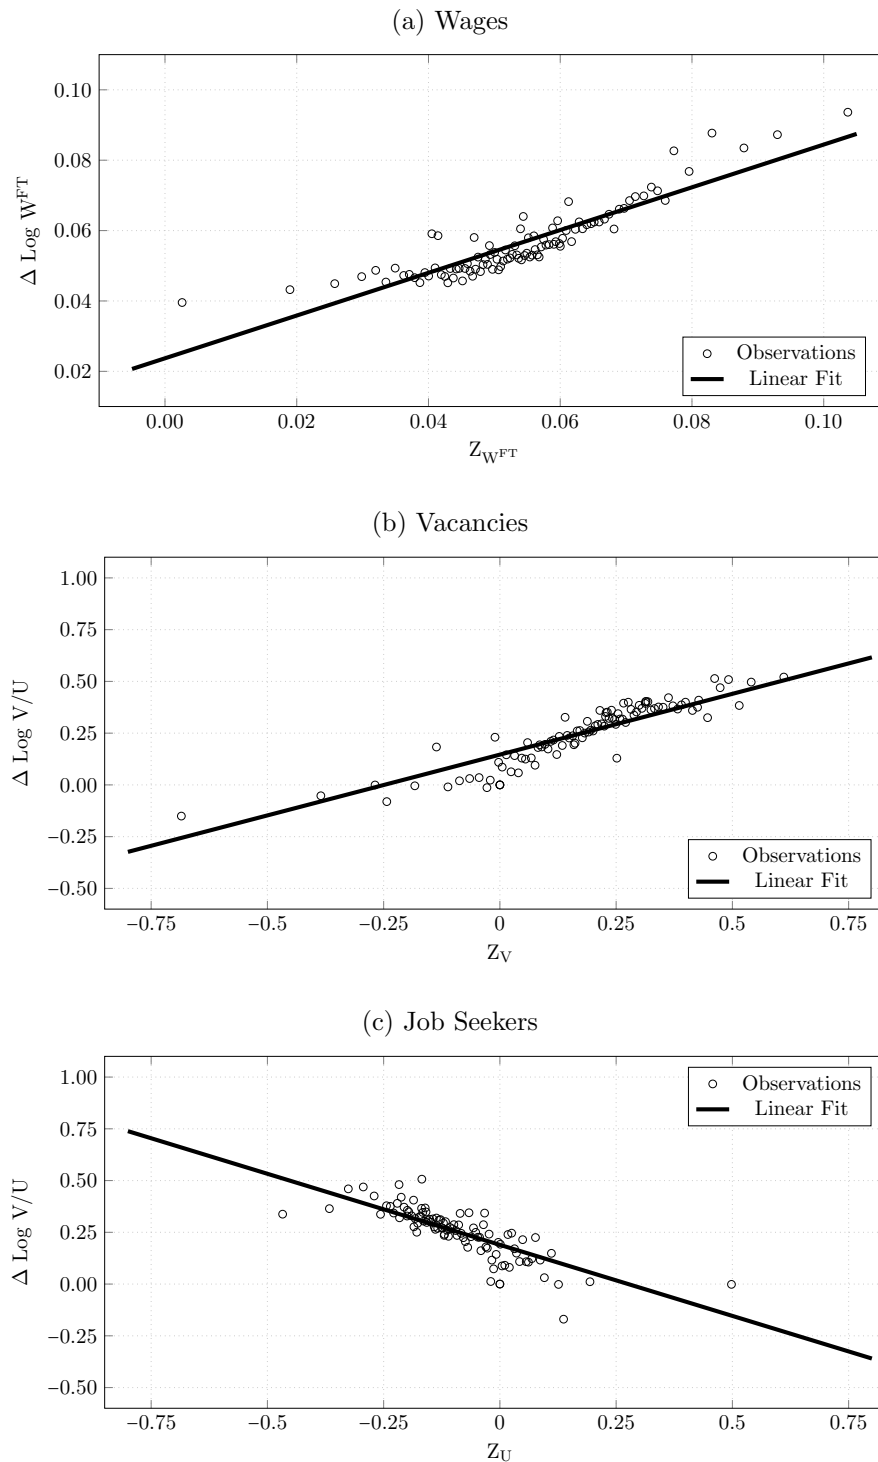 (a) Wages
0.10
0.08
0.06
0.04
0.02
Δ Log W^FT
Observations
Linear Fit
0.00 0.02 0.04 0.06 0.08 0.10
Z_W^FT
(b) Vacancies
1.00
0.75
0.50
0.25
0.00
−0.25
−0.50
Δ Log V/U
Observations
Linear Fit
−0.75 −0.5 −0.25 0 0.25 0.5 0.75
Z_V
(c) Job Seekers
1.00
0.75
0.50
0.25
0.00
−0.25
−0.50
Δ Log V/U
Observations
Linear Fit
−0.75 −0.5 −0.25 0 0.25 0.5 0.75
Z_U